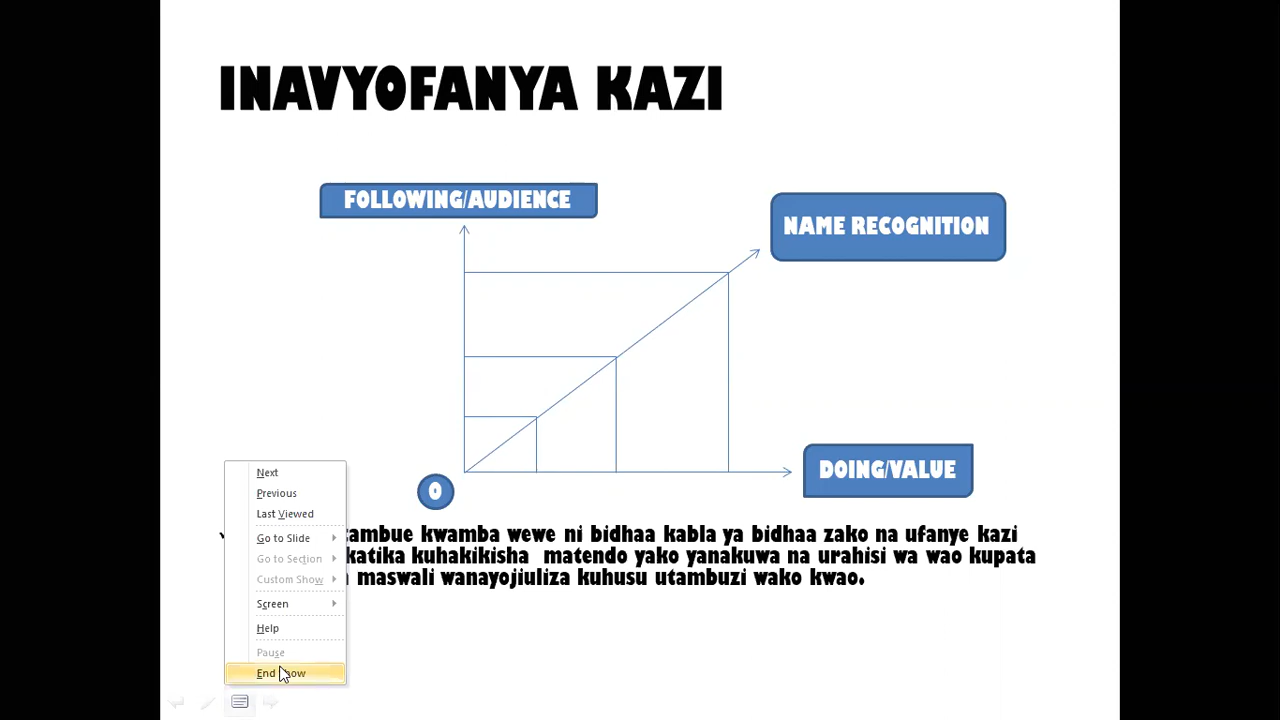 INAVYOFANYA KAZI
FOLLOWING/AUDIENCE
NAME RECOGNITION
DOING/VALUE
0
kwamba wewe ni bidhaa kabla ya bidhaa zako na ufanye kazi
katika kuhakikisha matendo yako yanakuwa na urahisi wa wao kupata
maswali wanayojiuliza kuhusu utambuzi wako kwao.
Next
Previous
Last Viewed
Go to Slide
Go to Section
Custom Show
Screen
Help
Pause
End Show